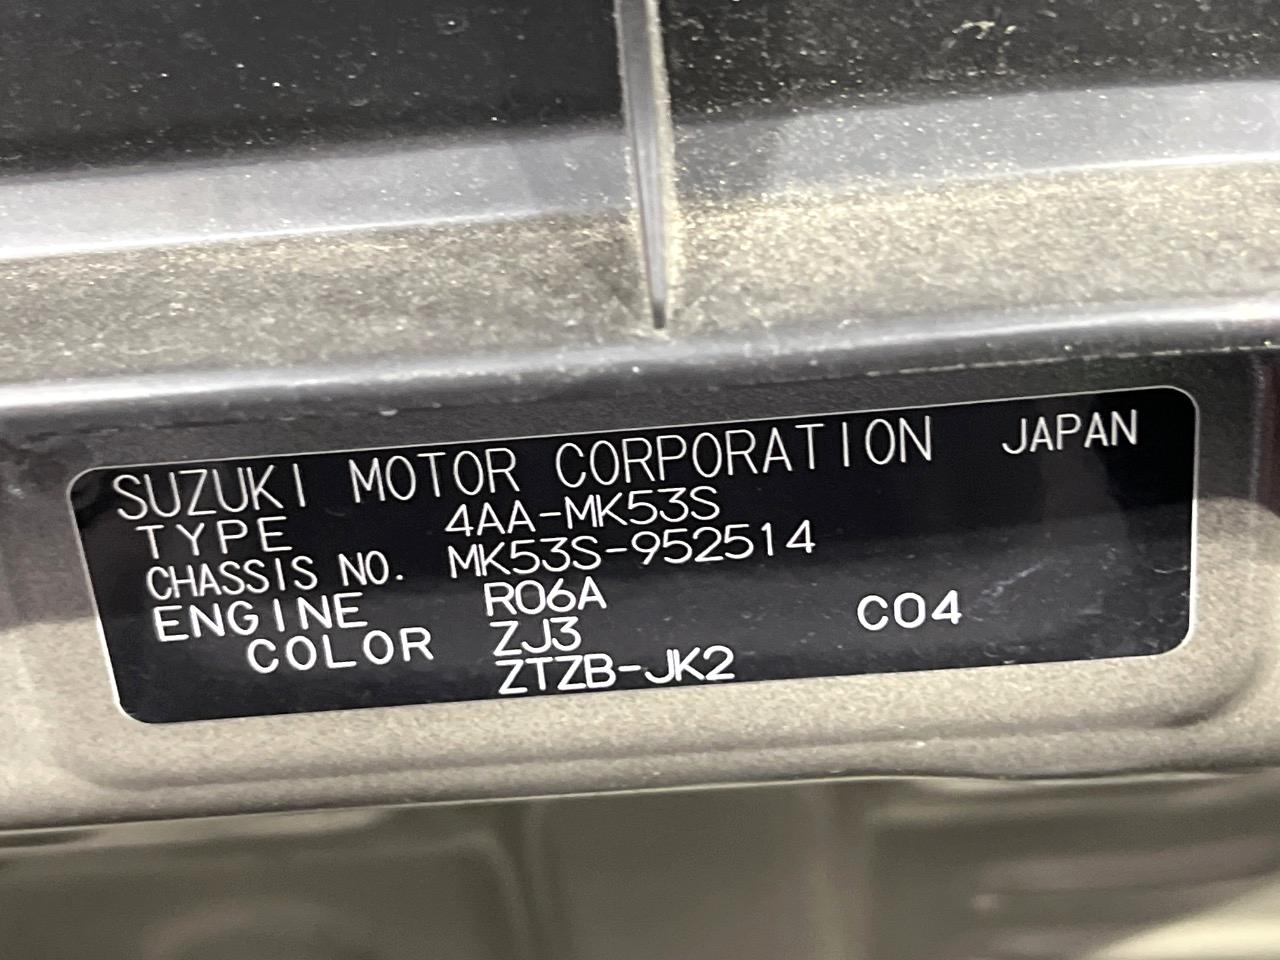 SUZUKI MOTOR CORPORATION JAPAN
TYPE 4AA-MK53S
CHASSIS NO. MK53S-952514
ENGINE R06A
COLOR ZJ3 C04
ZTZB-JK2